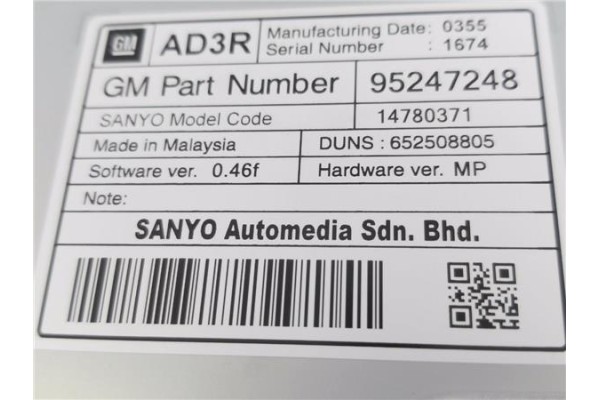 GM AD3R Manufacturing Date: 0355
Serial Number : 1674
GM Part Number 95247248
SANYO Model Code 14780371
Made in Malaysia DUNS : 652508805
Software ver. 0.46f Hardware ver. MP
Note:
SANYO Automedia Sdn. Bhd.